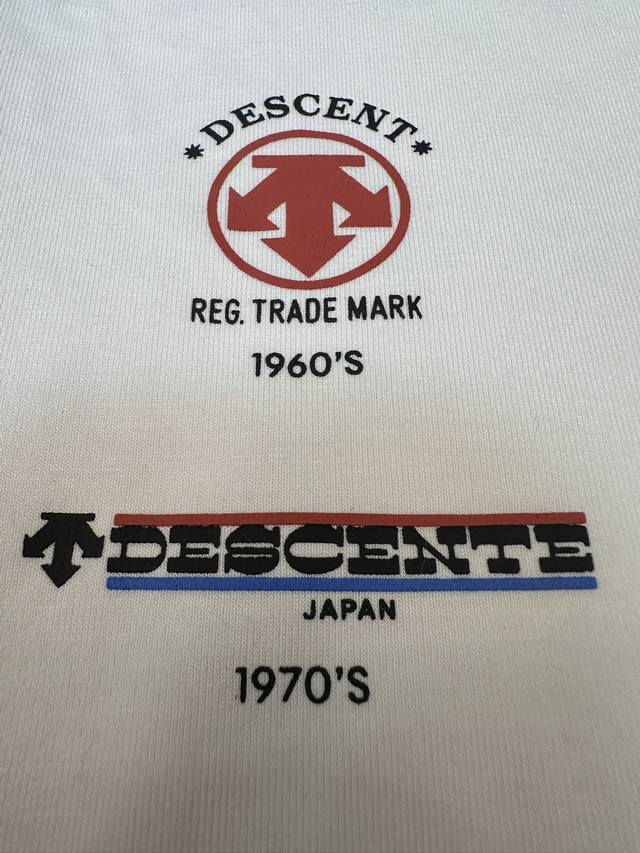 DESCENT
REG. TRADE MARK
1960'S
DESCENTE
JAPAN
1970'S